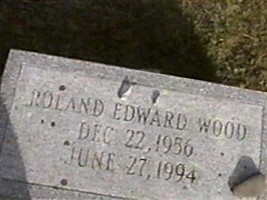 ROLAND EDWARD WOOD
DEC 22, 1956
JUNE 27, 1994